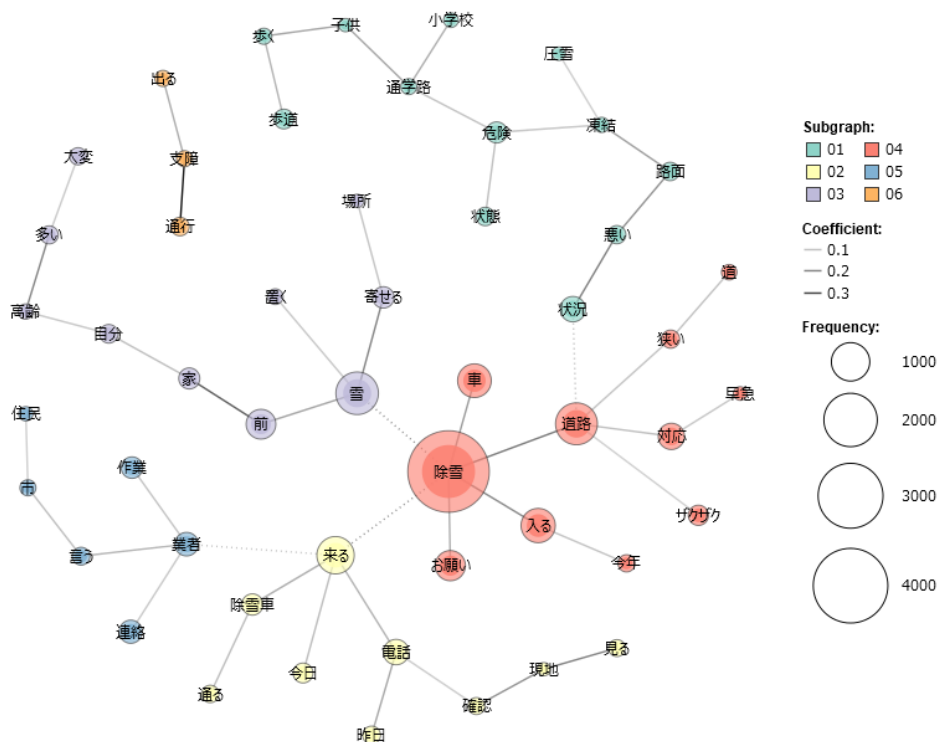 小学校
子供
歩く
圧雪
出る
通学路
歩道
危険
凍結
大変
支障
路面
場所
状態
通行
多い
悪い
道
置く
寄せる
高齢
状況
自分
狭い
家
車
雪
早急
住民
前
道路
対応
作業
除雪
市
ザクザク
入る
業者
言う
来る
お願い
今年
除雪車
連絡
電話
見る
今日
現地
通る
確認
昨日
Subgraph:
01 04
02 05
03 06
Coefficient:
0.1
0.2
0.3
Frequency:
1000
2000
3000
4000